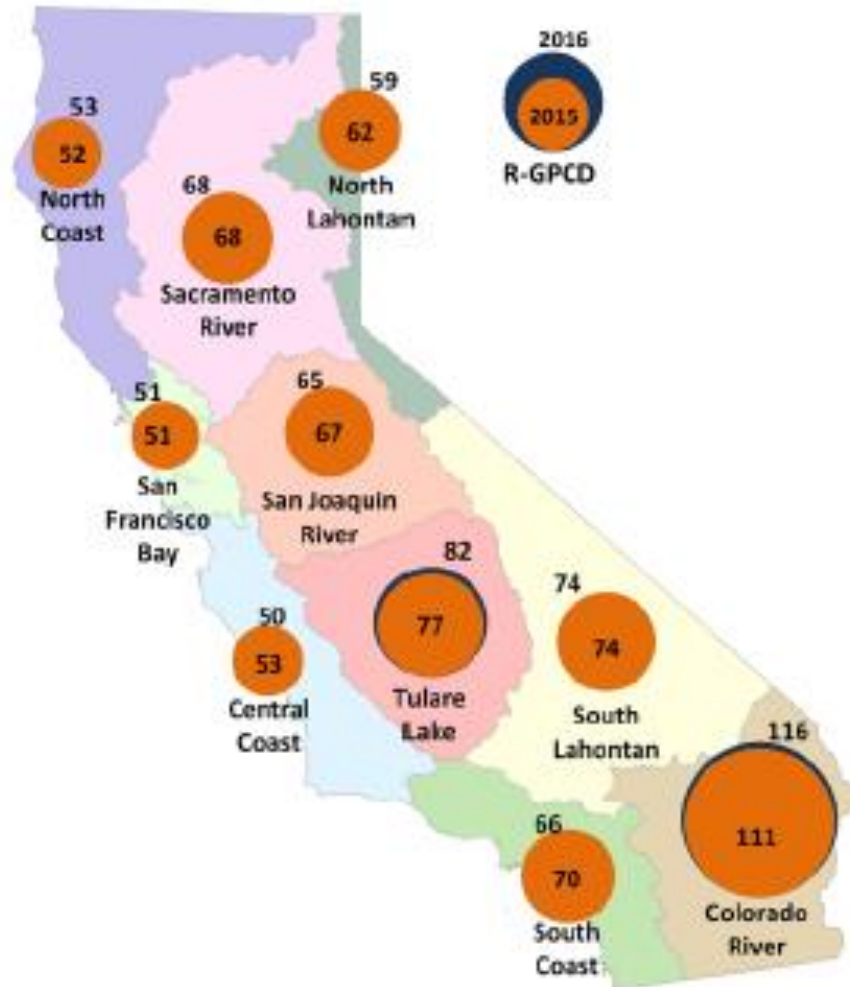 2016
2015
R-GPCD
53
52
North
Coast
59
62
North
Lahontan
68
68
Sacramento
River
51
51
San
Francisco
Bay
65
67
San Joaquin
River
82
77
Tulare
Lake
74
74
South
Lahontan
50
53
Central
Coast
116
111
Colorado
River
66
70
South
Coast